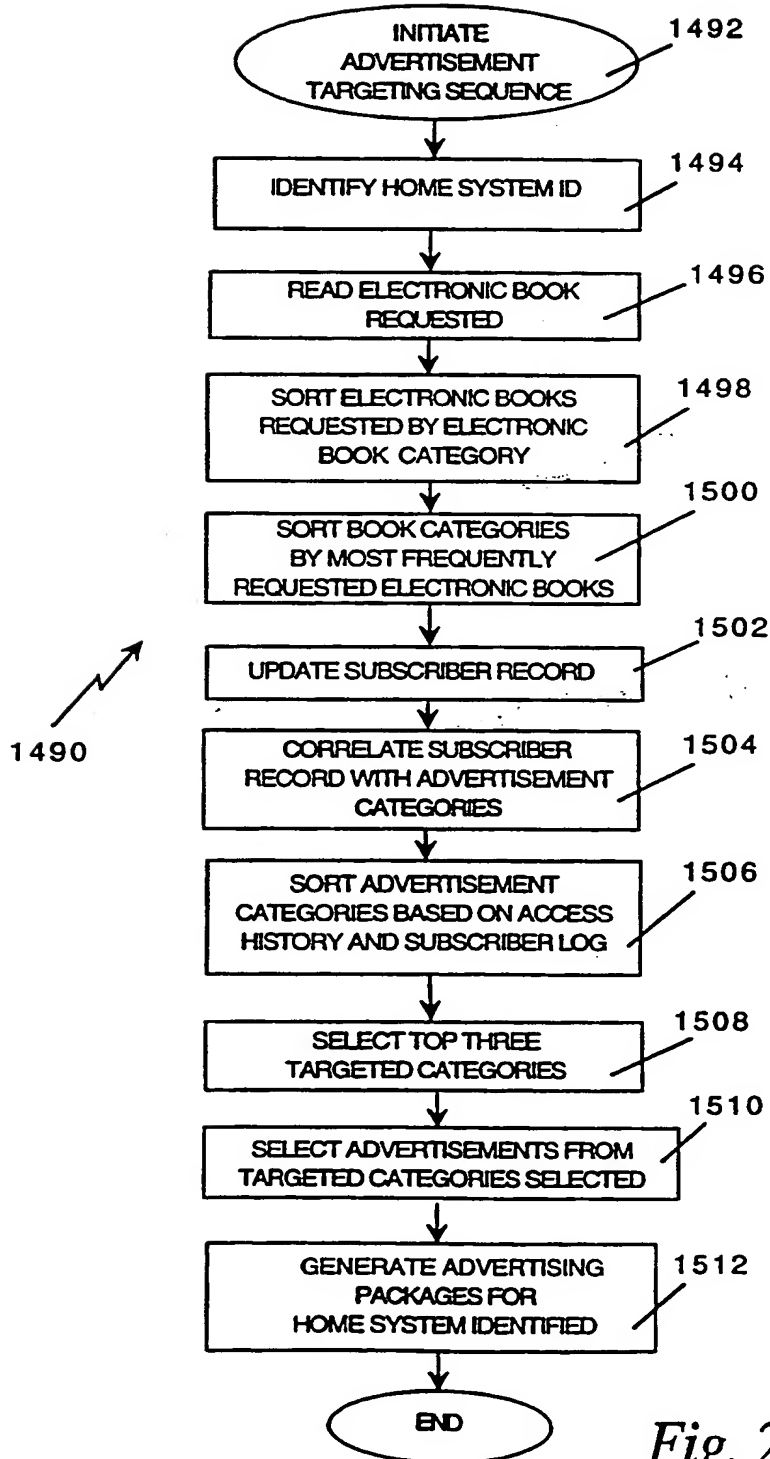 INITIATE
ADVERTISEMENT
TARGETING SEQUENCE
1492
IDENTIFY HOME SYSTEM ID
1494
READ ELECTRONIC BOOK
REQUESTED
1496
SORT ELECTRONIC BOOKS
REQUESTED BY ELECTRONIC
BOOK CATEGORY
1498
SORT BOOK CATEGORIES
BY MOST FREQUENTLY
REQUESTED ELECTRONIC BOOKS
1500
UPDATE SUBSCRIBER RECORD
1502
1490
CORRELATE SUBSCRIBER
RECORD WITH ADVERTISEMENT
CATEGORIES
1504
SORT ADVERTISEMENT
CATEGORIES BASED ON ACCESS
HISTORY AND SUBSCRIBER LOG
1506
SELECT TOP THREE
TARGETED CATEGORIES
1508
SELECT ADVERTISEMENTS FROM
TARGETED CATEGORIES SELECTED
1510
GENERATE ADVERTISING
PACKAGES FOR
HOME SYSTEM IDENTIFIED
1512
END
Fig. 2